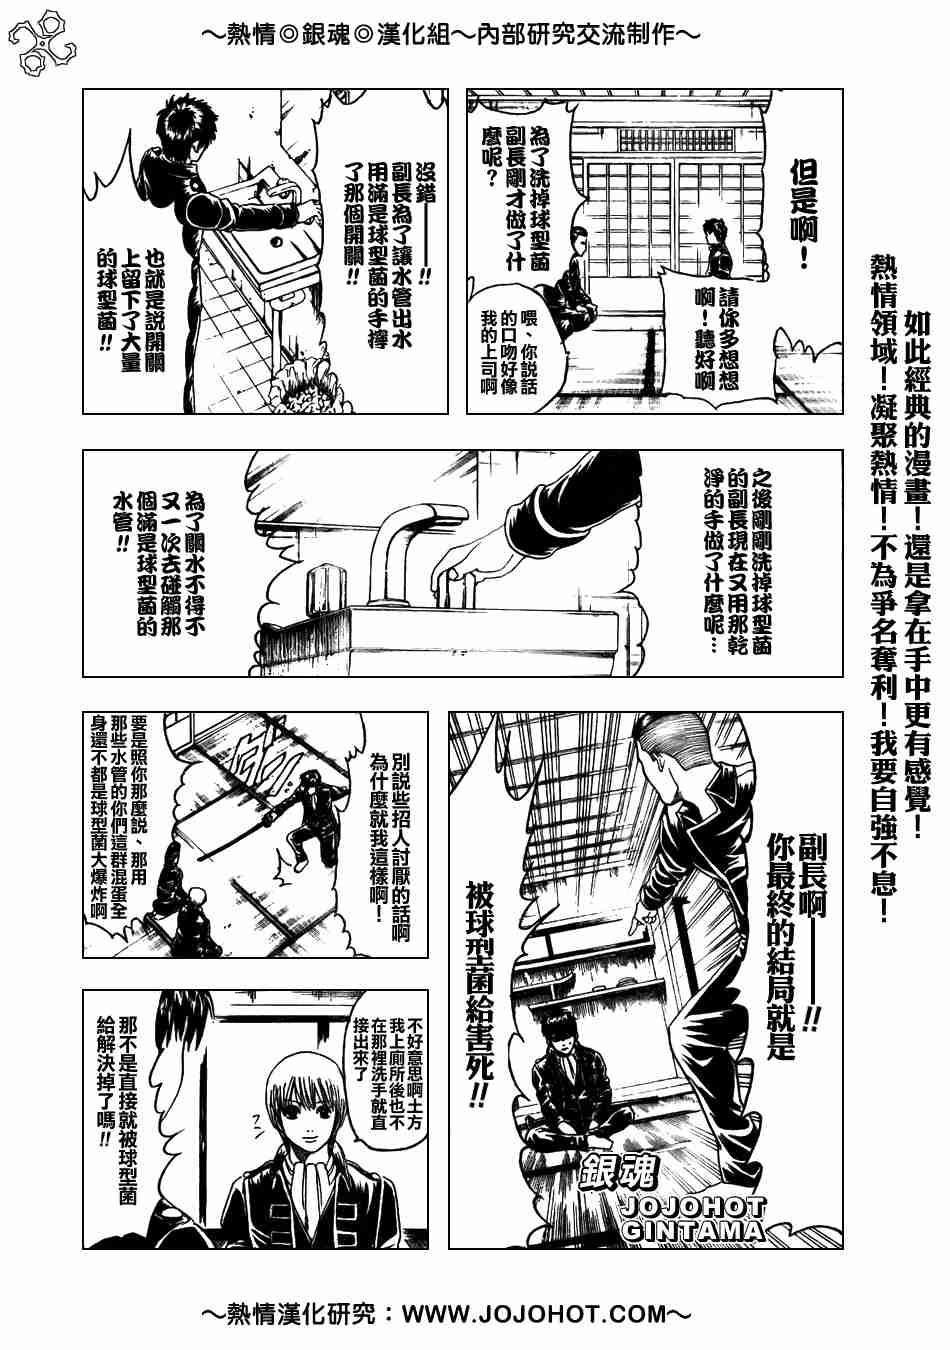 ～熱情◎銀魂◎漢化組～內部研究交流制作～
如此經典的漫畫！還是拿在手中更有感覺！
熱情領域！凝聚熱情！不為爭名奪利！我要自強不息！
但是啊！
請你多想想
啊！聽好啊
為了洗掉球型菌
副長剛才做了什
麼呢？
喂、你說話
的口吻好像
我的上司啊
沒錯——!!
副長為了讓水管出水
用滿是球型菌的手擰
了那個開關!!
也就是說開關
上留下了大量
的球型菌!!
之後剛剛洗掉球型菌
的副長現在又用那乾
淨的手做了什麼呢…
為了關水不得不
又一次去碰觸那
個滿是球型菌的
水管!!
副長啊——!!
你最終的結局就是
被球型菌給害死!!
銀魂
JOJOHOT
GINTAMA
別說些招人討厭的話啊
為什麼就我這樣啊！
要是照你那麼說、那用
那些水管的你們這群混蛋全
身還不都是球型菌大爆炸啊
不好意思啊土方
我上廁所後也不
在那裡洗手就直
接出來了
那不是直接就被球型菌
給解決掉了嗎!!
～熱情漢化研究：WWW.JOJOHOT.COM～